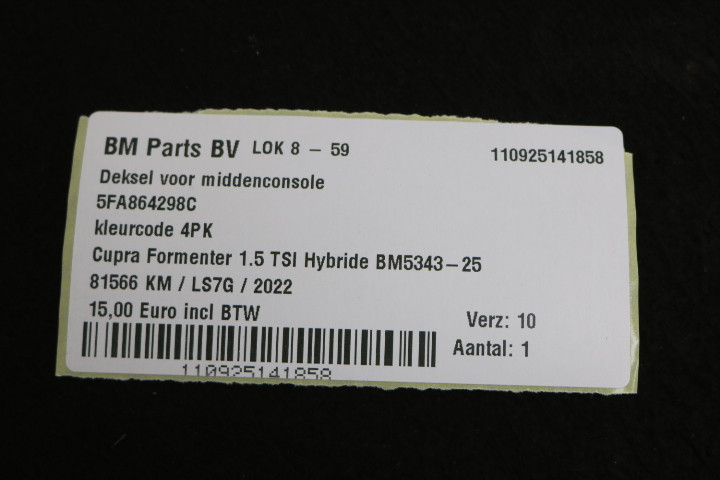 BM Parts BV LOK 8 - 59 110925141858
Deksel voor middenconsole
5FA864298C
kleurcode 4PK
Cupra Formenter 1.5 TSI Hybride BM5343-25
81566 KM / LS7G / 2022
15,00 Euro incl BTW
Verz: 10
Aantal: 1
110925141858